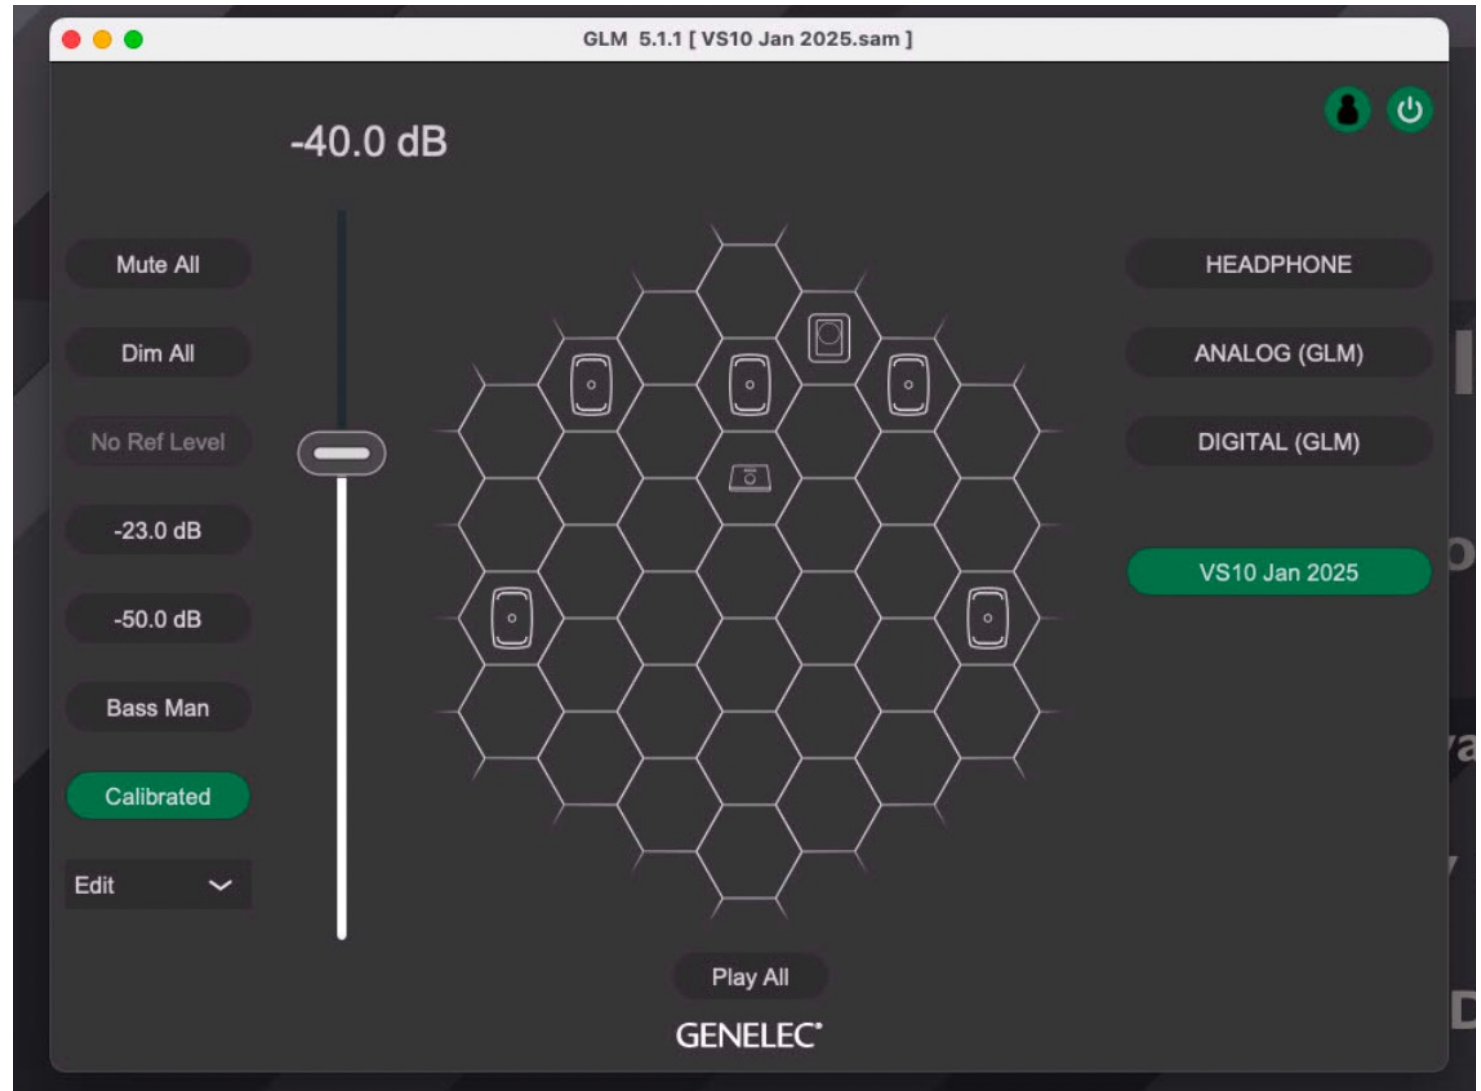 GLM 5.1.1 [ VS10 Jan 2025.sam ]
-40.0 dB
Mute All
Dim All
No Ref Level
-23.0 dB
-50.0 dB
Bass Man
Calibrated
Edit
HEADPHONE
ANALOG (GLM)
DIGITAL (GLM)
VS10 Jan 2025
Play All
GENELEC®